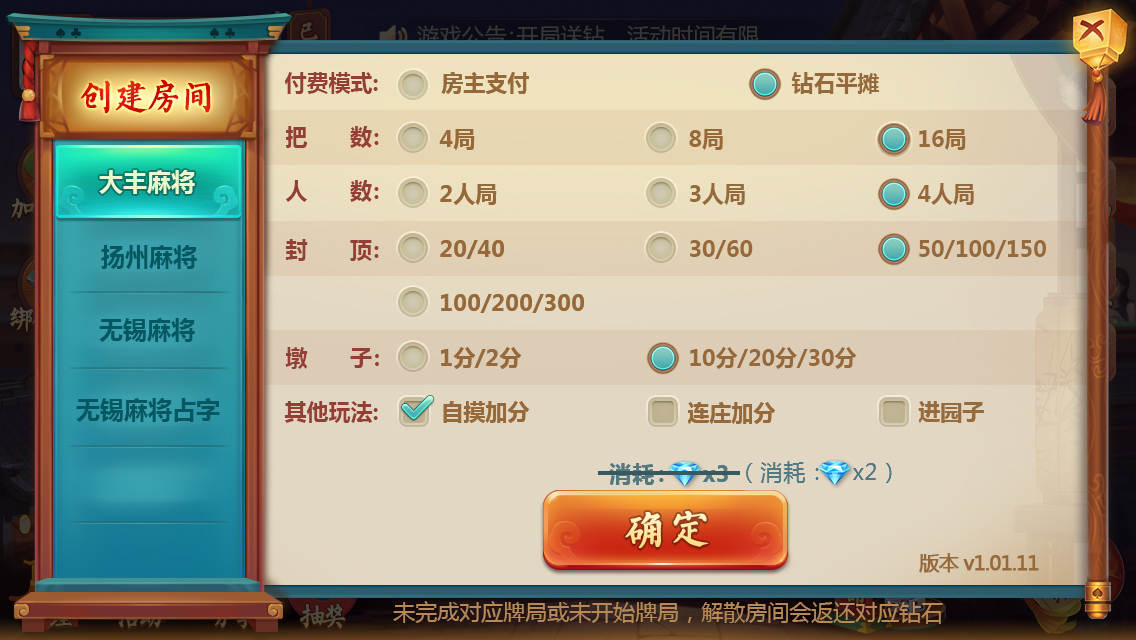 己
游戏公告:开局送钻 活动时间有限
创建房间
大丰麻将
扬州麻将
无锡麻将
无锡麻将占字
付费模式: 房主支付 钻石平摊
把 数: 4局 8局 16局
人 数: 2人局 3人局 4人局
封 顶: 20/40 30/60 50/100/150
100/200/300
墩 子: 1分/2分 10分/20分/30分
其他玩法: 自摸加分 连庄加分 进园子
消耗:x3 ( 消耗 :x2 )
确定
版本 v1.01.11
加
绑
活动
抽奖
未完成对应牌局或未开始牌局，解散房间会返还对应钻石